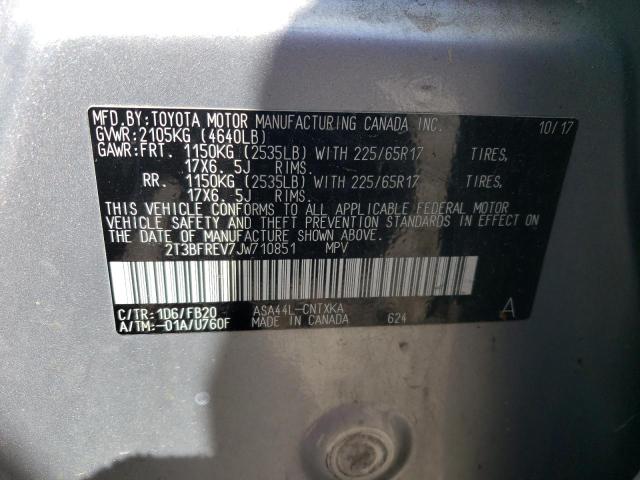 MFD.BY:TOYOTA MOTOR MANUFACTURING CANADA INC. 10/17
GVWR:2105KG (4640LB)
GAWR:FRT. 1150KG (2535LB) WITH 225/65R17 TIRES,
17X6. 5J RIMS.
RR. 1150KG (2535LB) WITH 225/65R17 TIRES,
17X6. 5J RIMS.
THIS VEHICLE CONFORMS TO ALL APPLICABLE FEDERAL MOTOR
VEHICLE SAFETY AND THEFT PREVENTION STANDARDS IN EFFECT ON
THE DATE OF MANUFACTURE SHOWN ABOVE.
2T3BFREV7JW710851 MPV
C/TR:1D6/FB20 ASA44L-CNTXKA
A/TM:-01A/U760F MADE IN CANADA 624 A